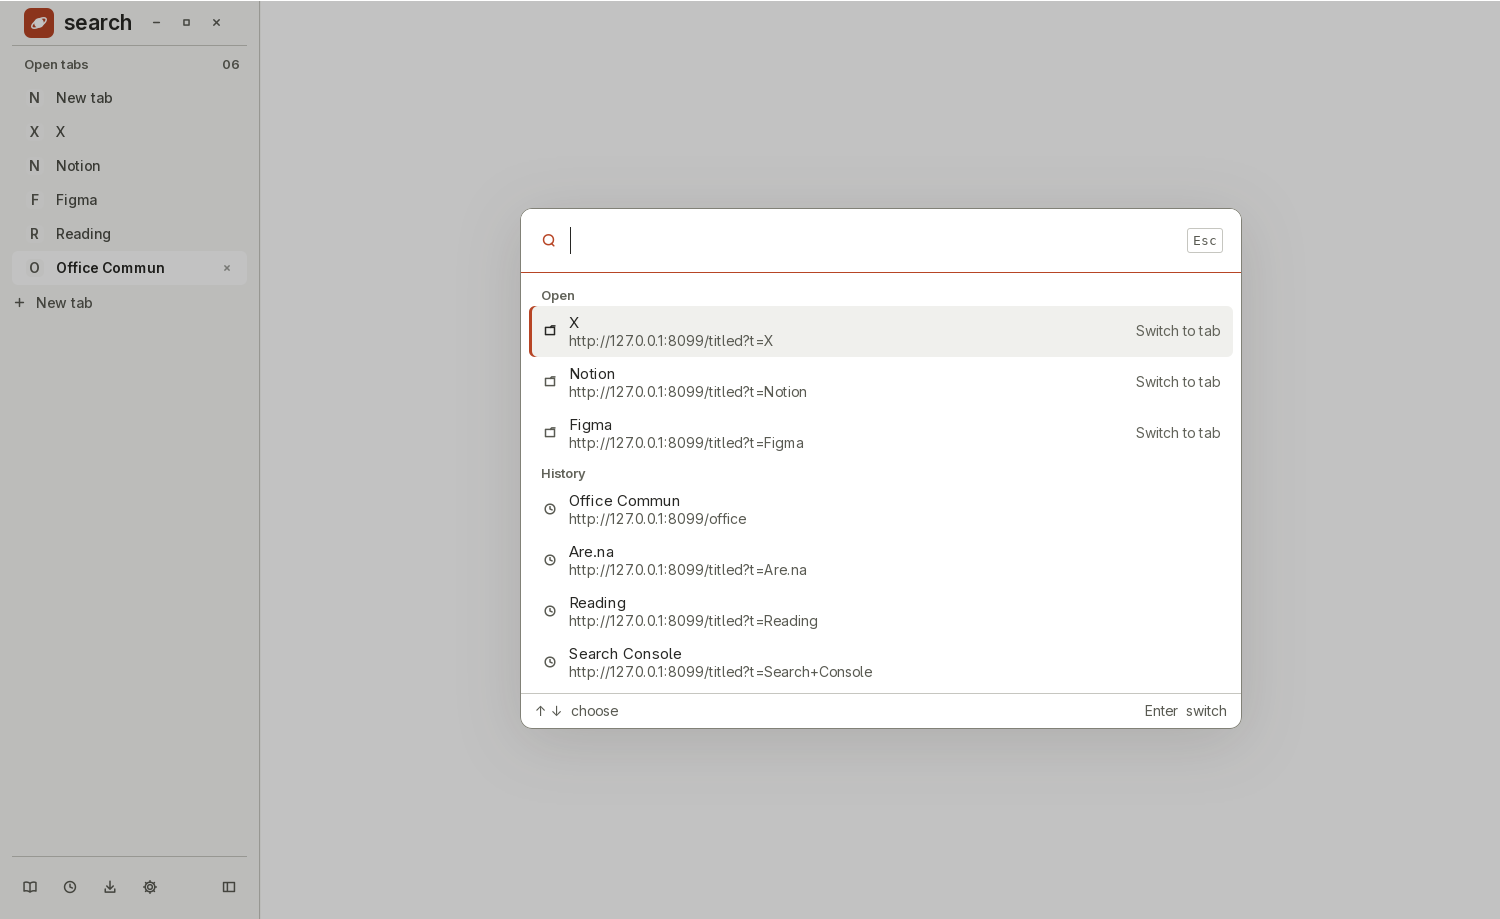 search
Open tabs 06
N New tab
X X
N Notion
F Figma
R Reading
O Office Commun
New tab
Esc
Open
X
http://127.0.0.1:8099/titled?t=X
Switch to tab
Notion
http://127.0.0.1:8099/titled?t=Notion
Switch to tab
Figma
http://127.0.0.1:8099/titled?t=Figma
Switch to tab
History
Office Commun
http://127.0.0.1:8099/office
Are.na
http://127.0.0.1:8099/titled?t=Are.na
Reading
http://127.0.0.1:8099/titled?t=Reading
Search Console
http://127.0.0.1:8099/titled?t=Search+Console
↑ ↓ choose
Enter switch